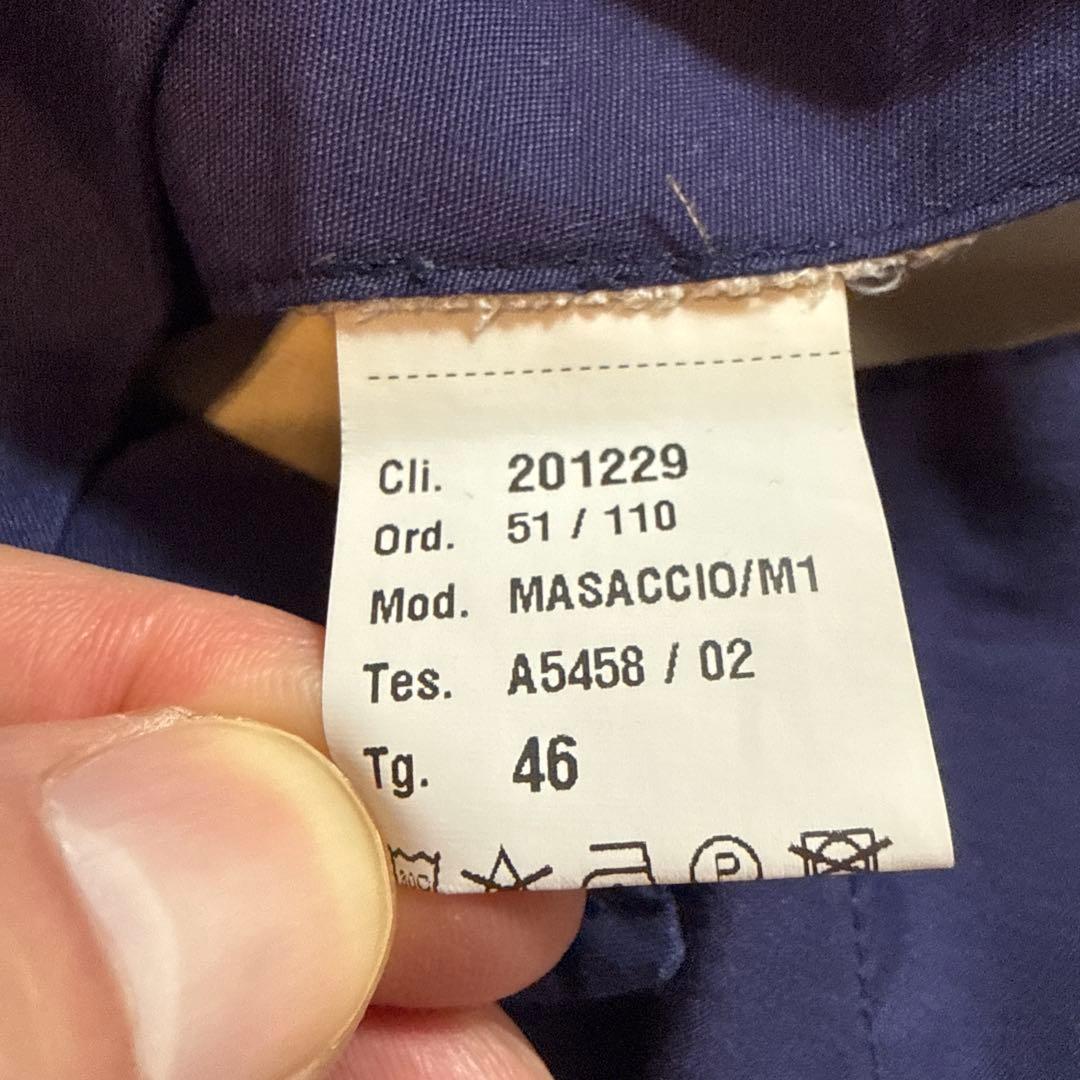 Cli. 201229
Ord. 51 / 110
Mod. MASACCIO/M1
Tes. A5458 / 02
Tg. 46
P